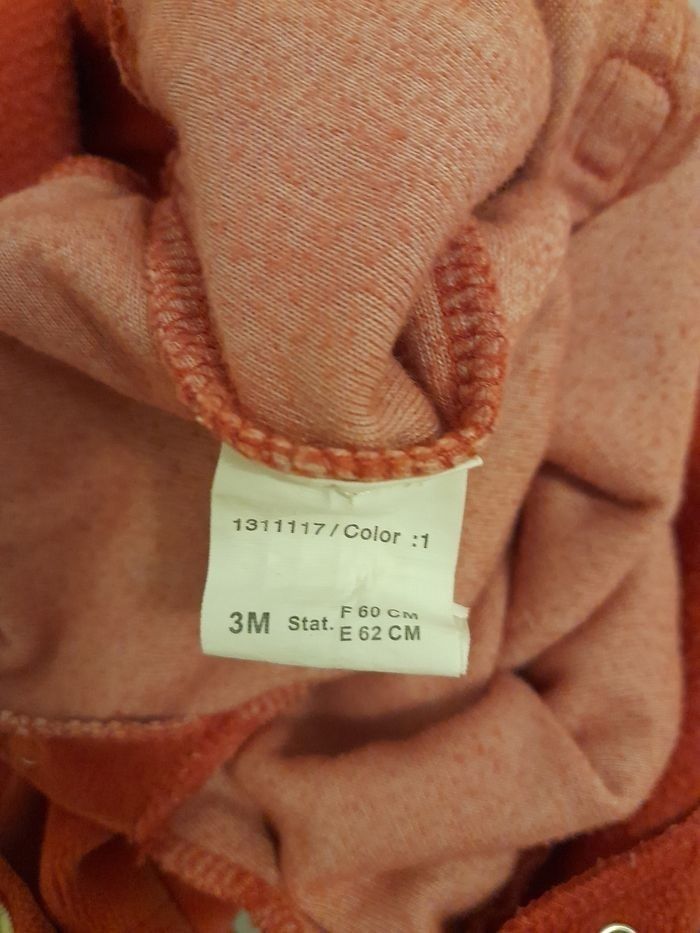 1311117/Color :1
3M Stat. F 60 CM
E 62 CM